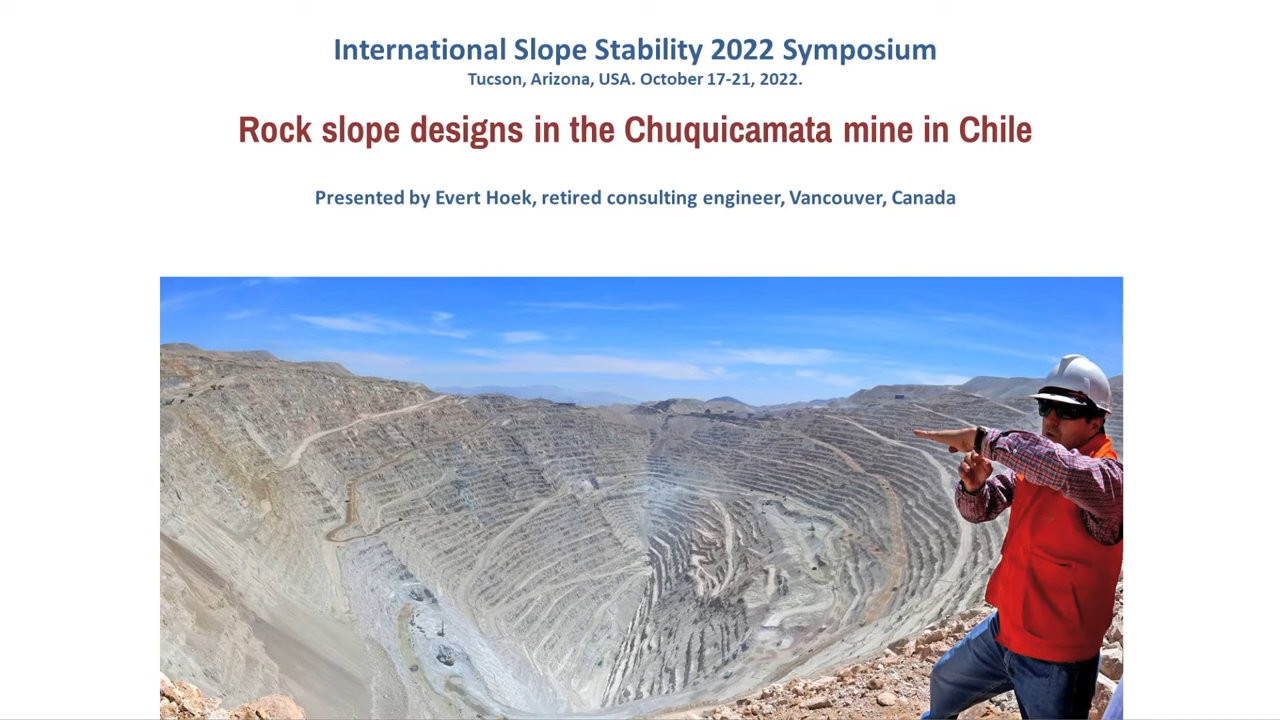 International Slope Stability 2022 Symposium
Tucson, Arizona, USA. October 17-21, 2022.
Rock slope designs in the Chuquicamata mine in Chile
Presented by Evert Hoek, retired consulting engineer, Vancouver, Canada